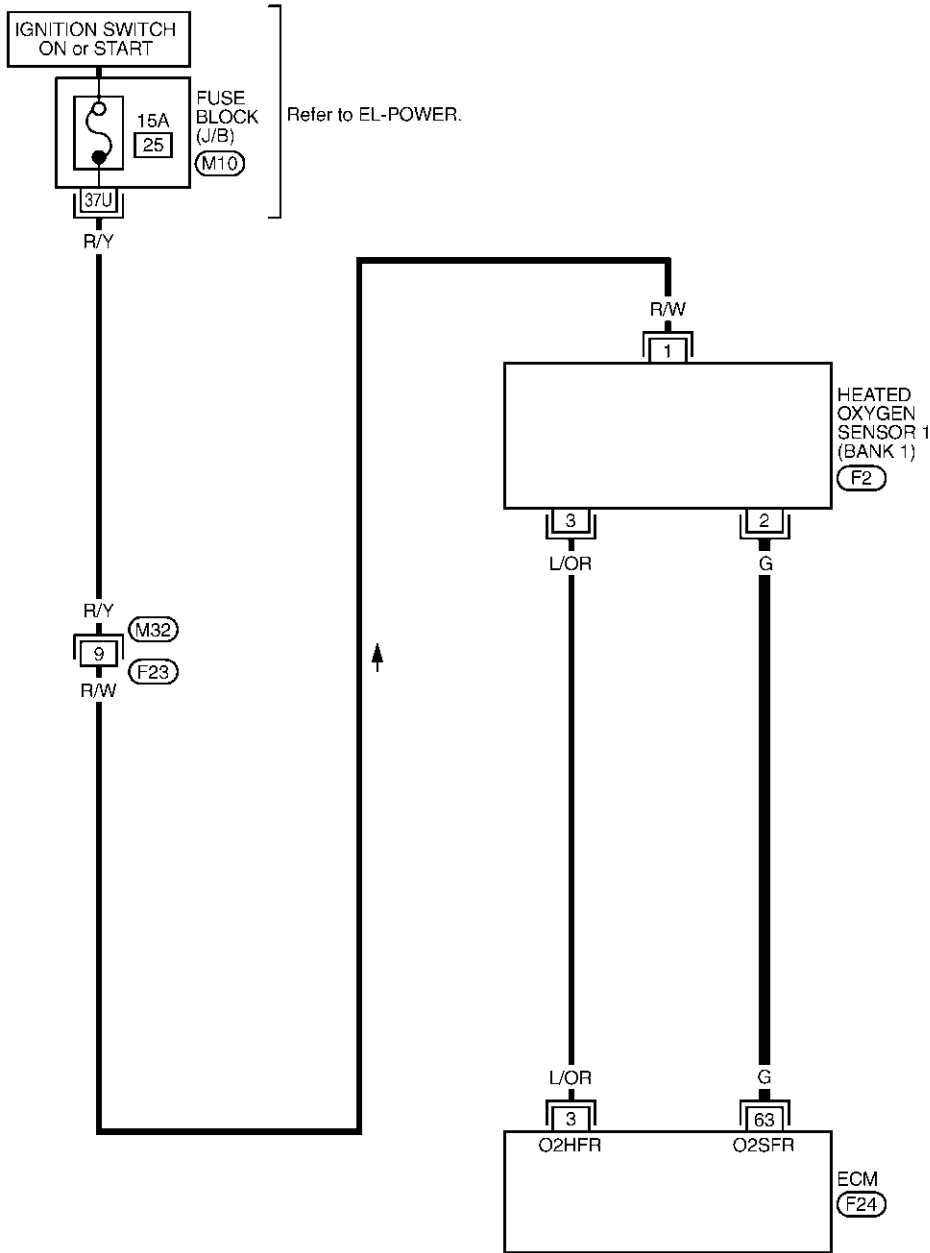 IGNITION SWITCH
ON or START
15A
25
FUSE
BLOCK
(J/B)
M10
Refer to EL-POWER.
37U
R/Y
R/W
1
HEATED
OXYGEN
SENSOR 1
(BANK 1)
F2
3
2
L/OR
G
R/Y
M32
9
F23
R/W
L/OR
G
3
63
O2HFR
O2SFR
ECM
F24